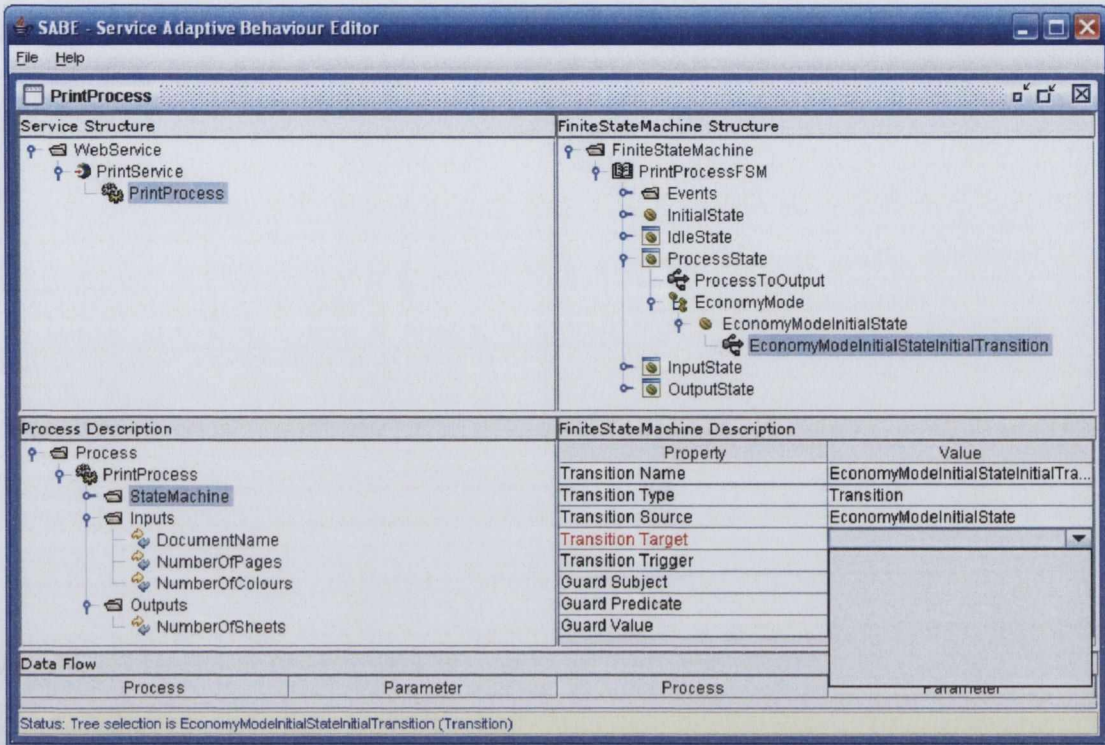 SABE - Service Adaptive Behaviour Editor
File Help
PrintProcess
Service Structure
WebService
PrintService
PrintProcess
FiniteStateMachine Structure
FiniteStateMachine
PrintProcessFSM
Events
InitialState
IdleState
ProcessState
ProcessToOutput
EconomyMode
EconomyModeInitialState
EconomyModeInitialStateInitialTransition
InputState
OutputState
Process Description
Process
PrintProcess
StateMachine
Inputs
DocumentName
NumberOfPages
NumberOfColours
Outputs
NumberOfSheets
FiniteStateMachine Description
Property Value
Transition Name EconomyModeInitialStateInitialTra...
Transition Type Transition
Transition Source EconomyModeInitialState
Transition Target
Transition Trigger
Guard Subject
Guard Predicate
Guard Value
Data Flow
Process Parameter Process Parameter
Status: Tree selection is EconomyModeInitialStateInitialTransition (Transition)